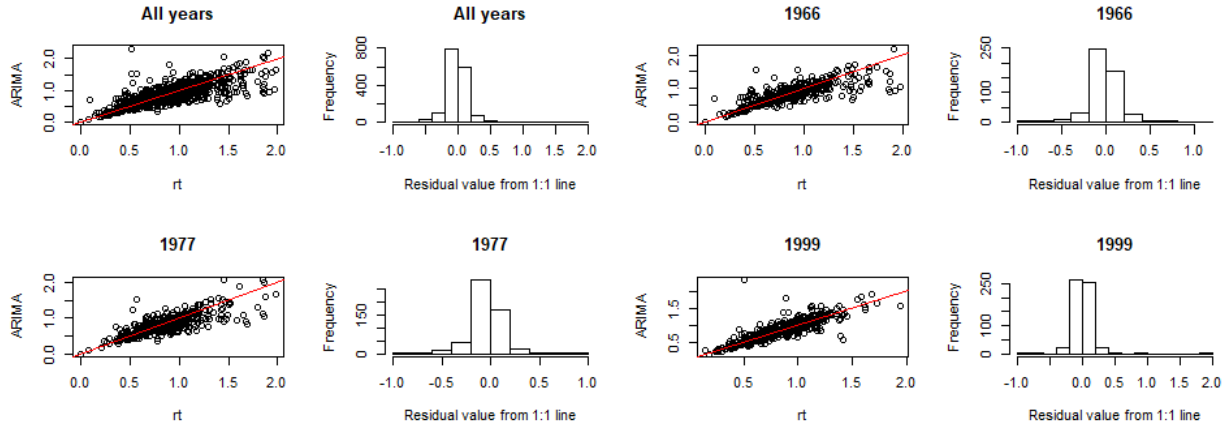 All years
ARIMA
0.0 1.0 2.0
0.0 0.5 1.0 1.5 2.0
rt
All years
Frequency
0 400 800
-1.0 0.0 0.5 1.0 1.5 2.0
Residual value from 1:1 line
1966
ARIMA
0.0 1.0 2.0
0.0 0.5 1.0 1.5 2.0
rt
1966
Frequency
0 100 250
-1.0 -0.5 0.0 0.5 1.0
Residual value from 1:1 line
1977
ARIMA
0.0 1.0 2.0
0.0 0.5 1.0 1.5 2.0
rt
1977
Frequency
0 150
-1.0 -0.5 0.0 0.5 1.0
Residual value from 1:1 line
1999
ARIMA
0.5 1.5
0.5 1.0 1.5 2.0
rt
1999
Frequency
0 100 250
-1.0 0.0 0.5 1.0 1.5 2.0
Residual value from 1:1 line